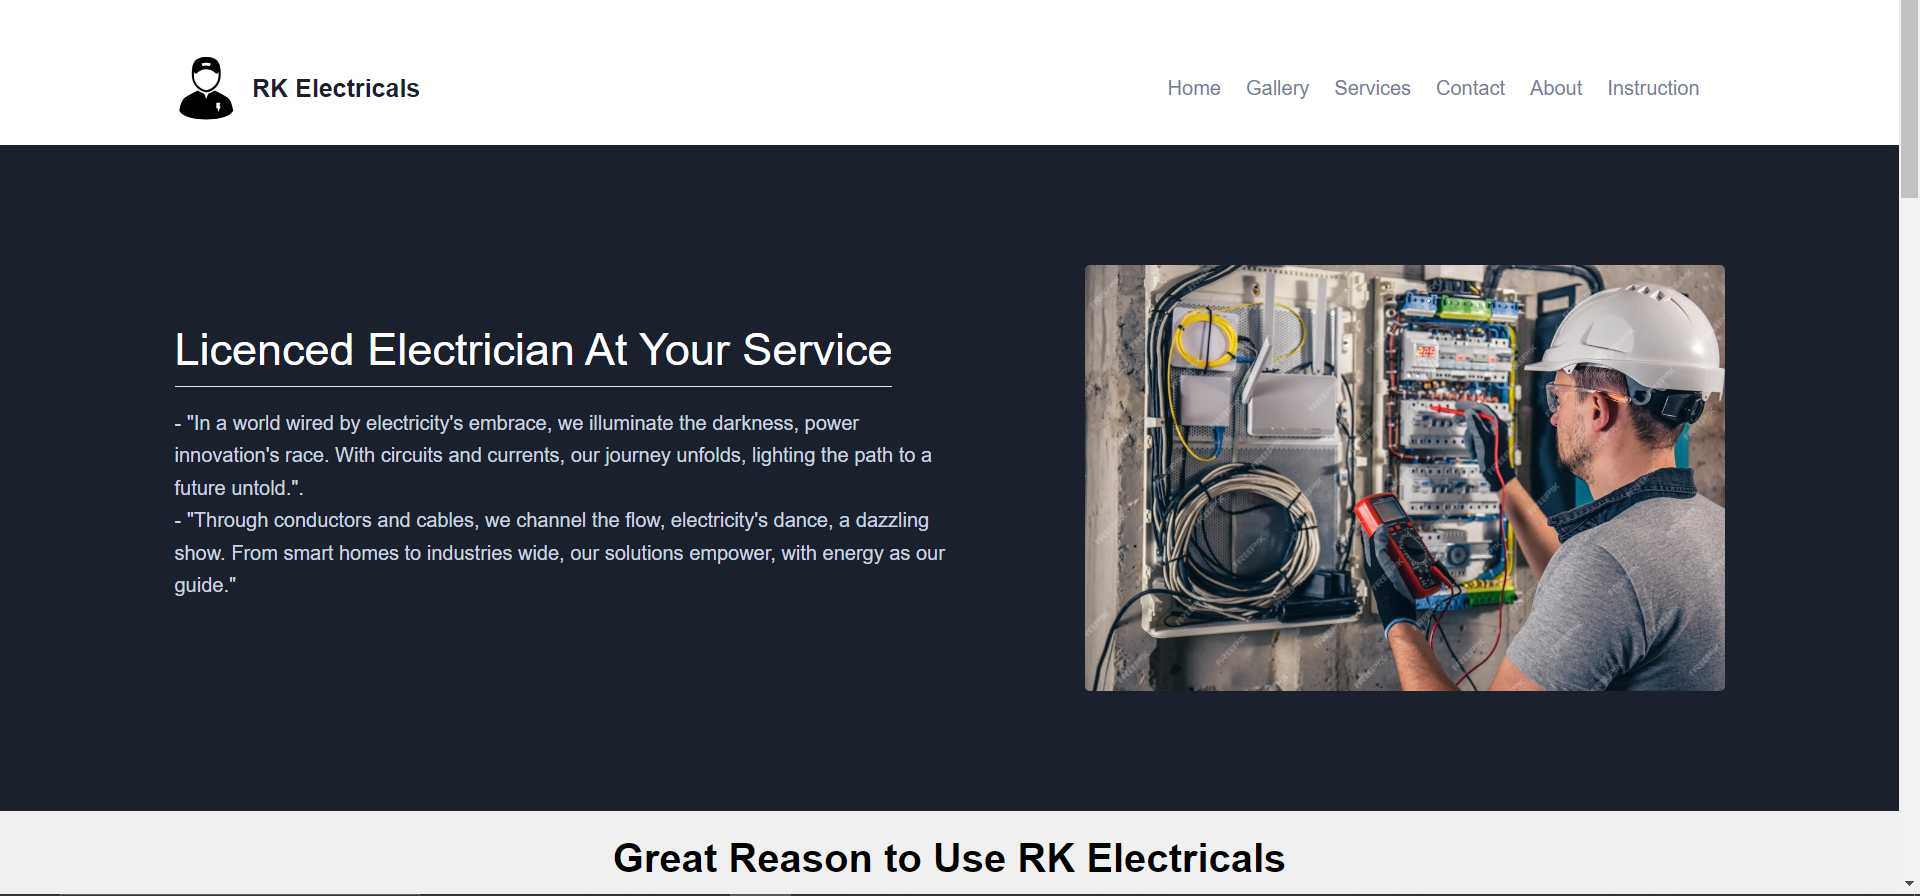 RK Electricals
Home Gallery Services Contact About Instruction
Licenced Electrician At Your Service
- "In a world wired by electricity's embrace, we illuminate the darkness, power
innovation's race. With circuits and currents, our journey unfolds, lighting the path to a
future untold.".
- "Through conductors and cables, we channel the flow, electricity's dance, a dazzling
show. From smart homes to industries wide, our solutions empower, with energy as our
guide."
FREEPIK
Great Reason to Use RK Electricals